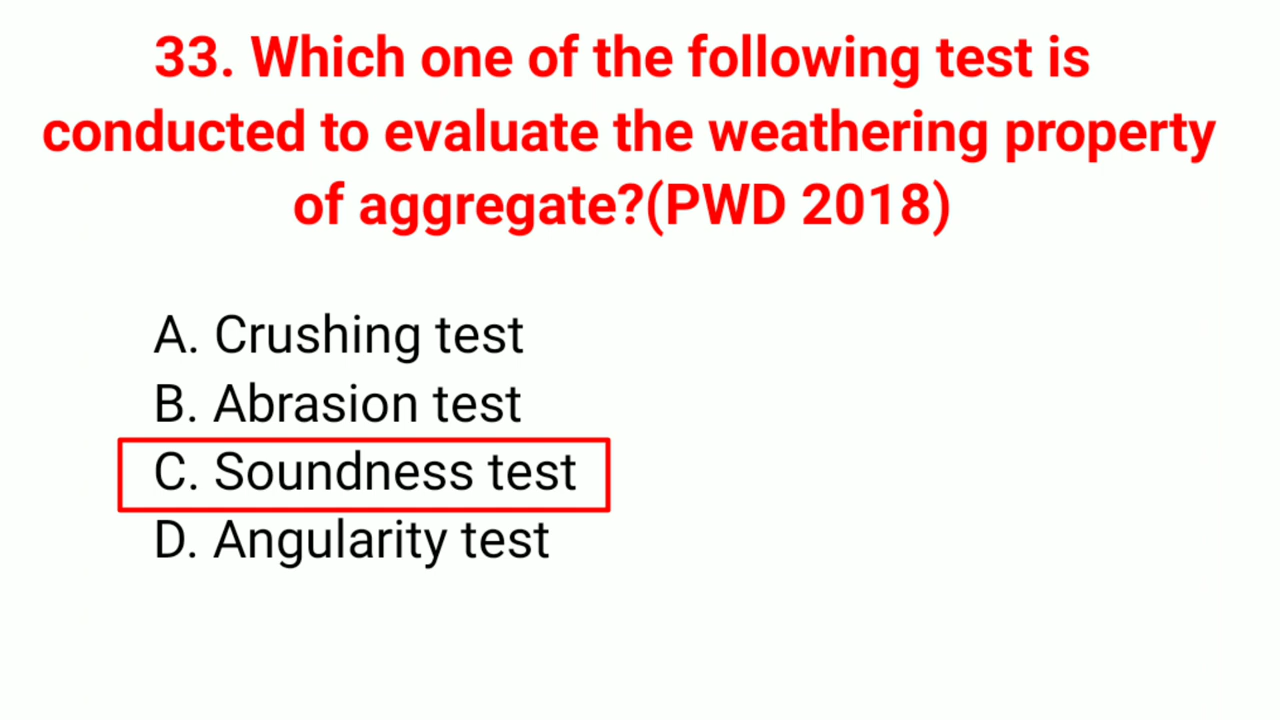 33. Which one of the following test is
conducted to evaluate the weathering property
of aggregate?(PWD 2018)
A. Crushing test
B. Abrasion test
C. Soundness test
D. Angularity test